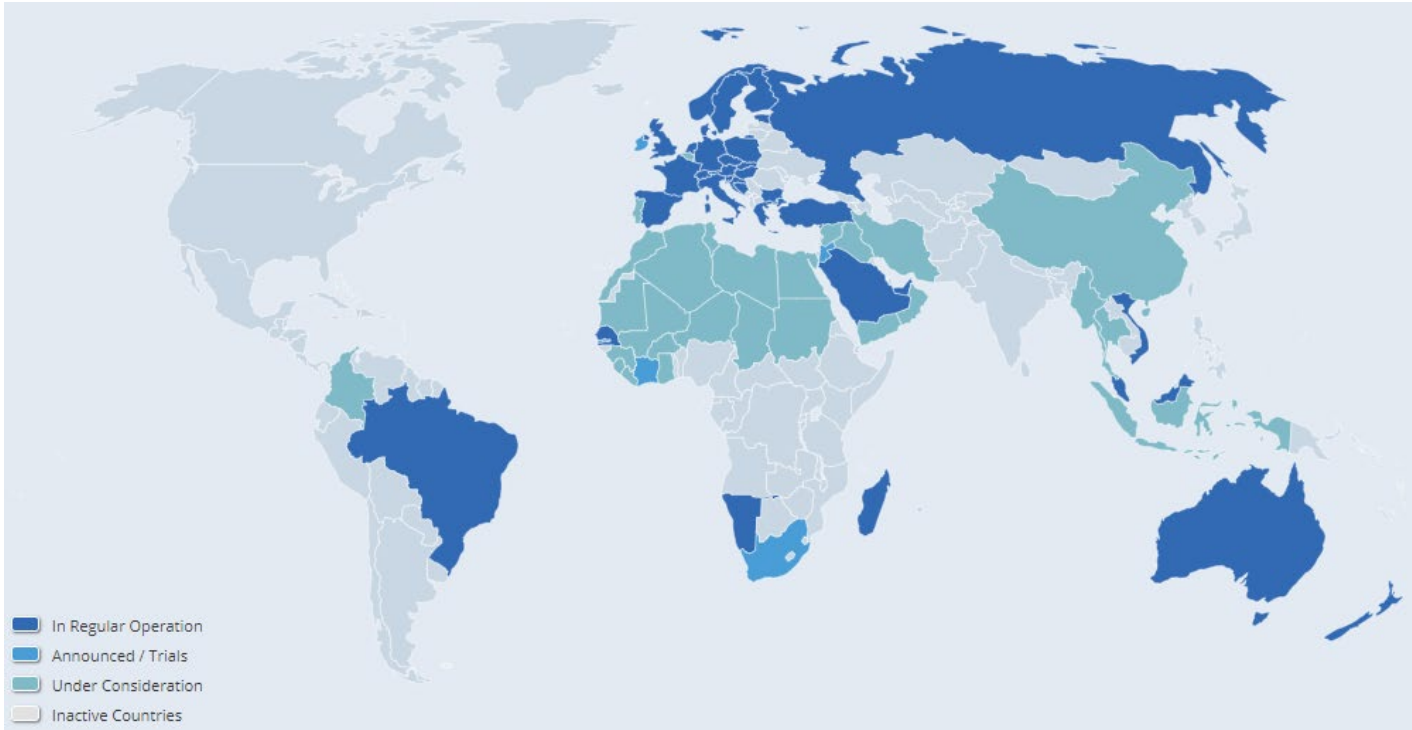 In Regular Operation
Announced / Trials
Under Consideration
Inactive Countries